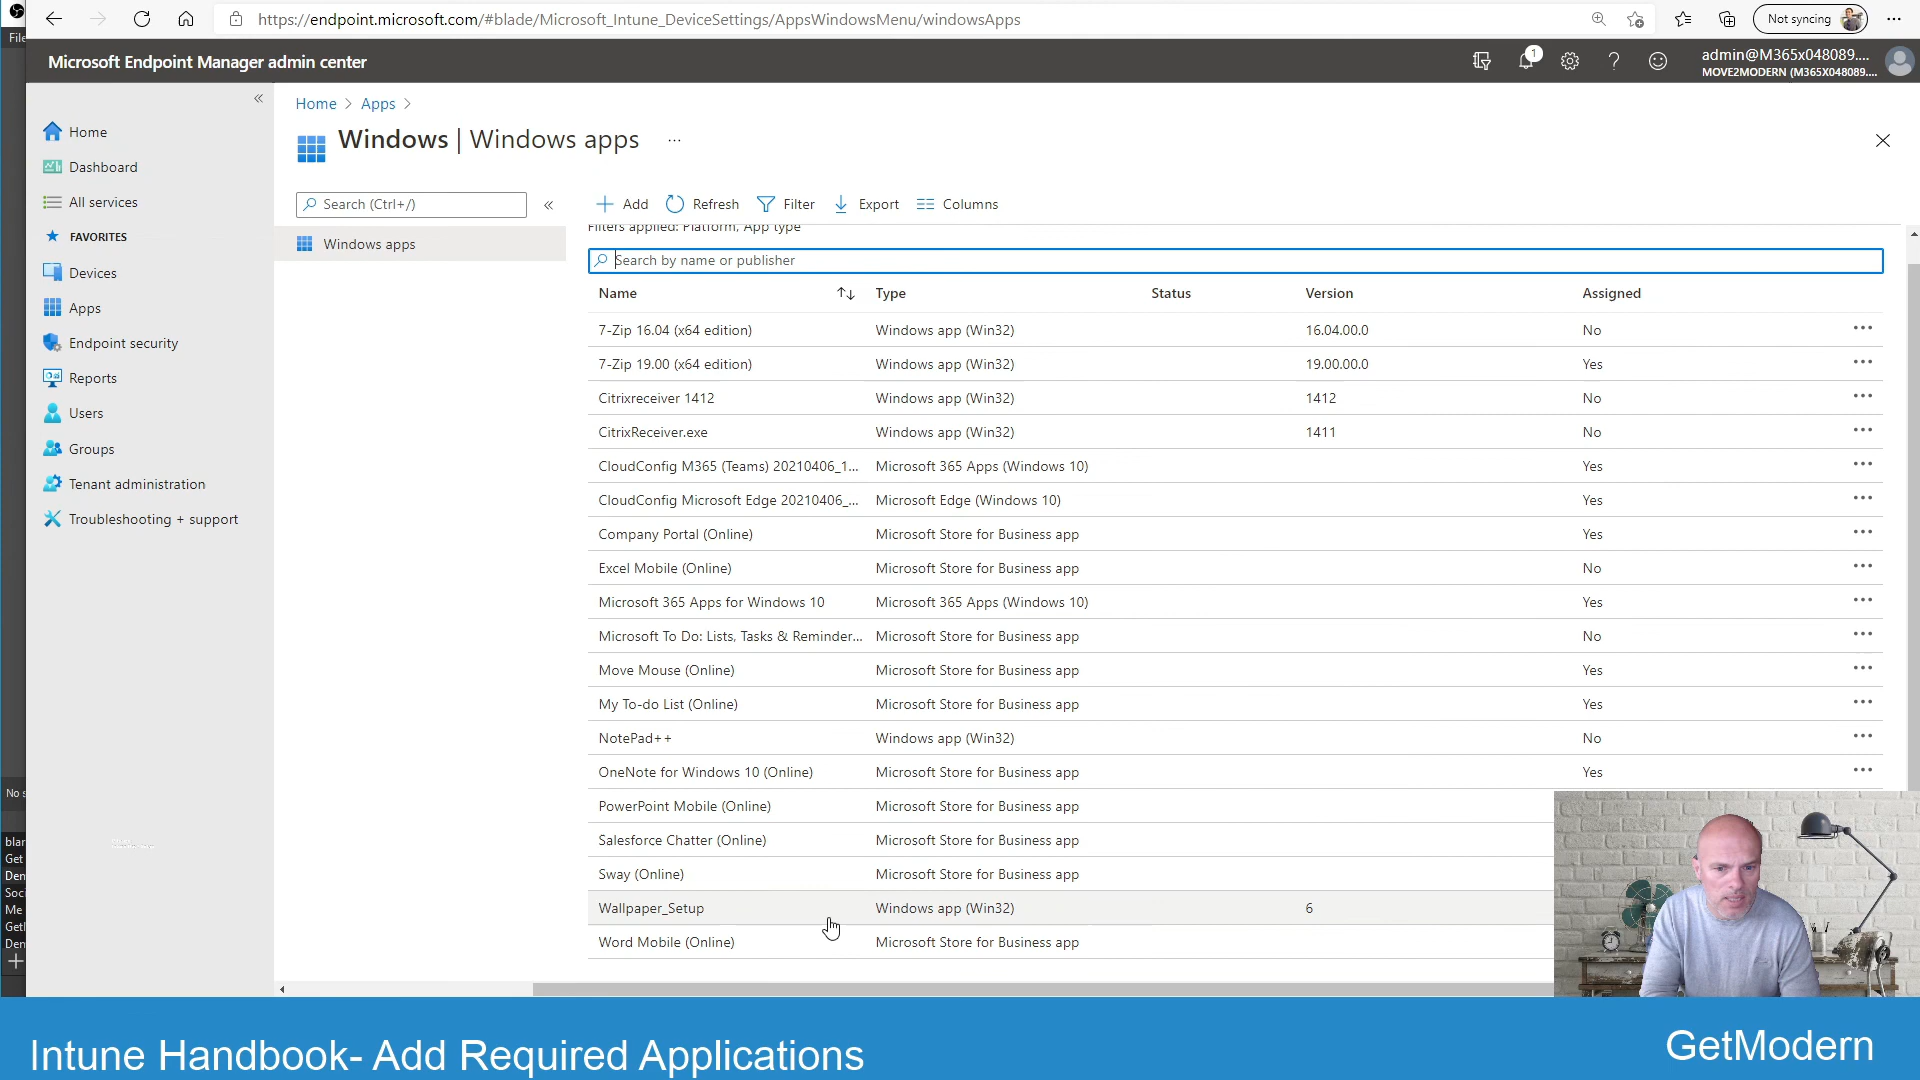 https://endpoint.microsoft.com/#blade/Microsoft_Intune_DeviceSettings/AppsWindowsMenu/windowsApps
Not syncing
File
Microsoft Endpoint Manager admin center
1
admin@M365x048089....
MOVE2MODERN (M365X048089....
Home
Dashboard
All services
FAVORITES
Devices
Apps
Endpoint security
Reports
Users
Groups
Tenant administration
Troubleshooting + support
Home > Apps >
Windows | Windows apps ...
Search (Ctrl+/)
Windows apps
Add Refresh Filter Export Columns
Filters applied: Platform, App type
Search by name or publisher
Name Type Status Version Assigned
7-Zip 16.04 (x64 edition) Windows app (Win32) 16.04.00.0 No
7-Zip 19.00 (x64 edition) Windows app (Win32) 19.00.00.0 Yes
Citrixreceiver 1412 Windows app (Win32) 1412 No
CitrixReceiver.exe Windows app (Win32) 1411 No
CloudConfig M365 (Teams) 20210406_1... Microsoft 365 Apps (Windows 10) Yes
CloudConfig Microsoft Edge 20210406_... Microsoft Edge (Windows 10) Yes
Company Portal (Online) Microsoft Store for Business app Yes
Excel Mobile (Online) Microsoft Store for Business app No
Microsoft 365 Apps for Windows 10 Microsoft 365 Apps (Windows 10) Yes
Microsoft To Do: Lists, Tasks & Reminder... Microsoft Store for Business app No
Move Mouse (Online) Microsoft Store for Business app Yes
My To-do List (Online) Microsoft Store for Business app Yes
NotePad++ Windows app (Win32) No
OneNote for Windows 10 (Online) Microsoft Store for Business app Yes
PowerPoint Mobile (Online) Microsoft Store for Business app
Salesforce Chatter (Online) Microsoft Store for Business app
Sway (Online) Microsoft Store for Business app
Wallpaper_Setup Windows app (Win32) 6
Word Mobile (Online) Microsoft Store for Business app
No s
blar
Get
Den
Soci
Me
Getl
Den
Intune Handbook- Add Required Applications
GetModern